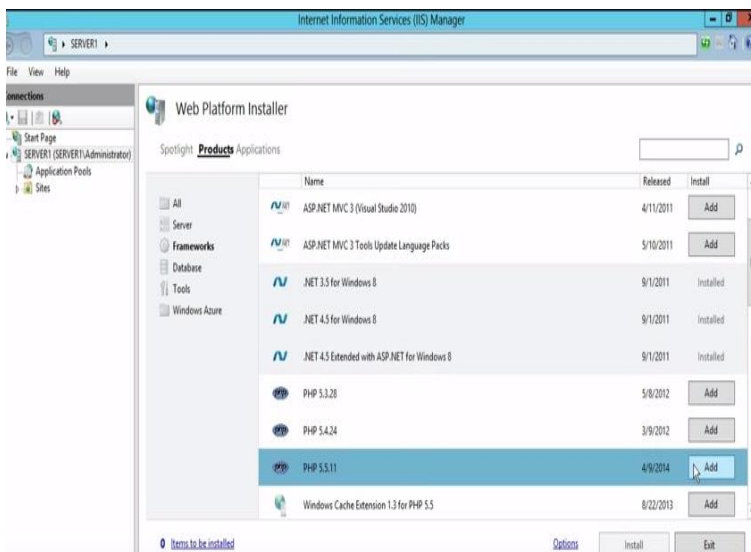 Internet Information Services (IIS) Manager
SERVER1
File View Help
Connections
Start Page
SERVER1 (SERVER1\Administrator)
Application Pools
Sites
Web Platform Installer
Spotlight Products Applications
All
Server
Frameworks
Database
Tools
Windows Azure
Name Released Install
ASP.NET MVC 3 (Visual Studio 2010) 4/11/2011 Add
ASP.NET MVC 3 Tools Update Language Packs 5/10/2011 Add
.NET 3.5 for Windows 8 9/1/2011 Installed
.NET 4.5 for Windows 8 9/1/2011 Installed
.NET 4.5 Extended with ASP.NET for Windows 8 9/1/2011 Installed
PHP 5.3.28 5/8/2012 Add
PHP 5.4.24 3/9/2012 Add
PHP 5.5.11 4/9/2014 Add
Windows Cache Extension 1.3 for PHP 5.5 8/22/2013 Add
0 Items to be installed Options Install Exit